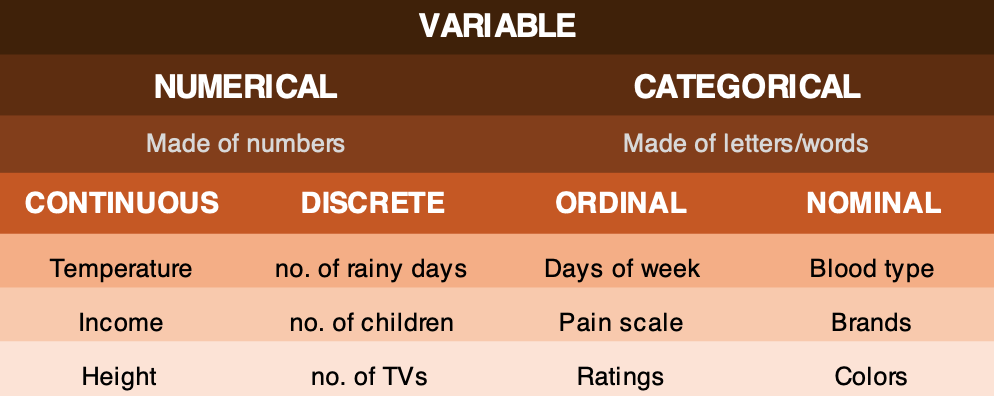 VARIABLE
NUMERICAL CATEGORICAL
Made of numbers Made of letters/words
CONTINUOUS DISCRETE ORDINAL NOMINAL
Temperature no. of rainy days Days of week Blood type
Income no. of children Pain scale Brands
Height no. of TVs Ratings Colors